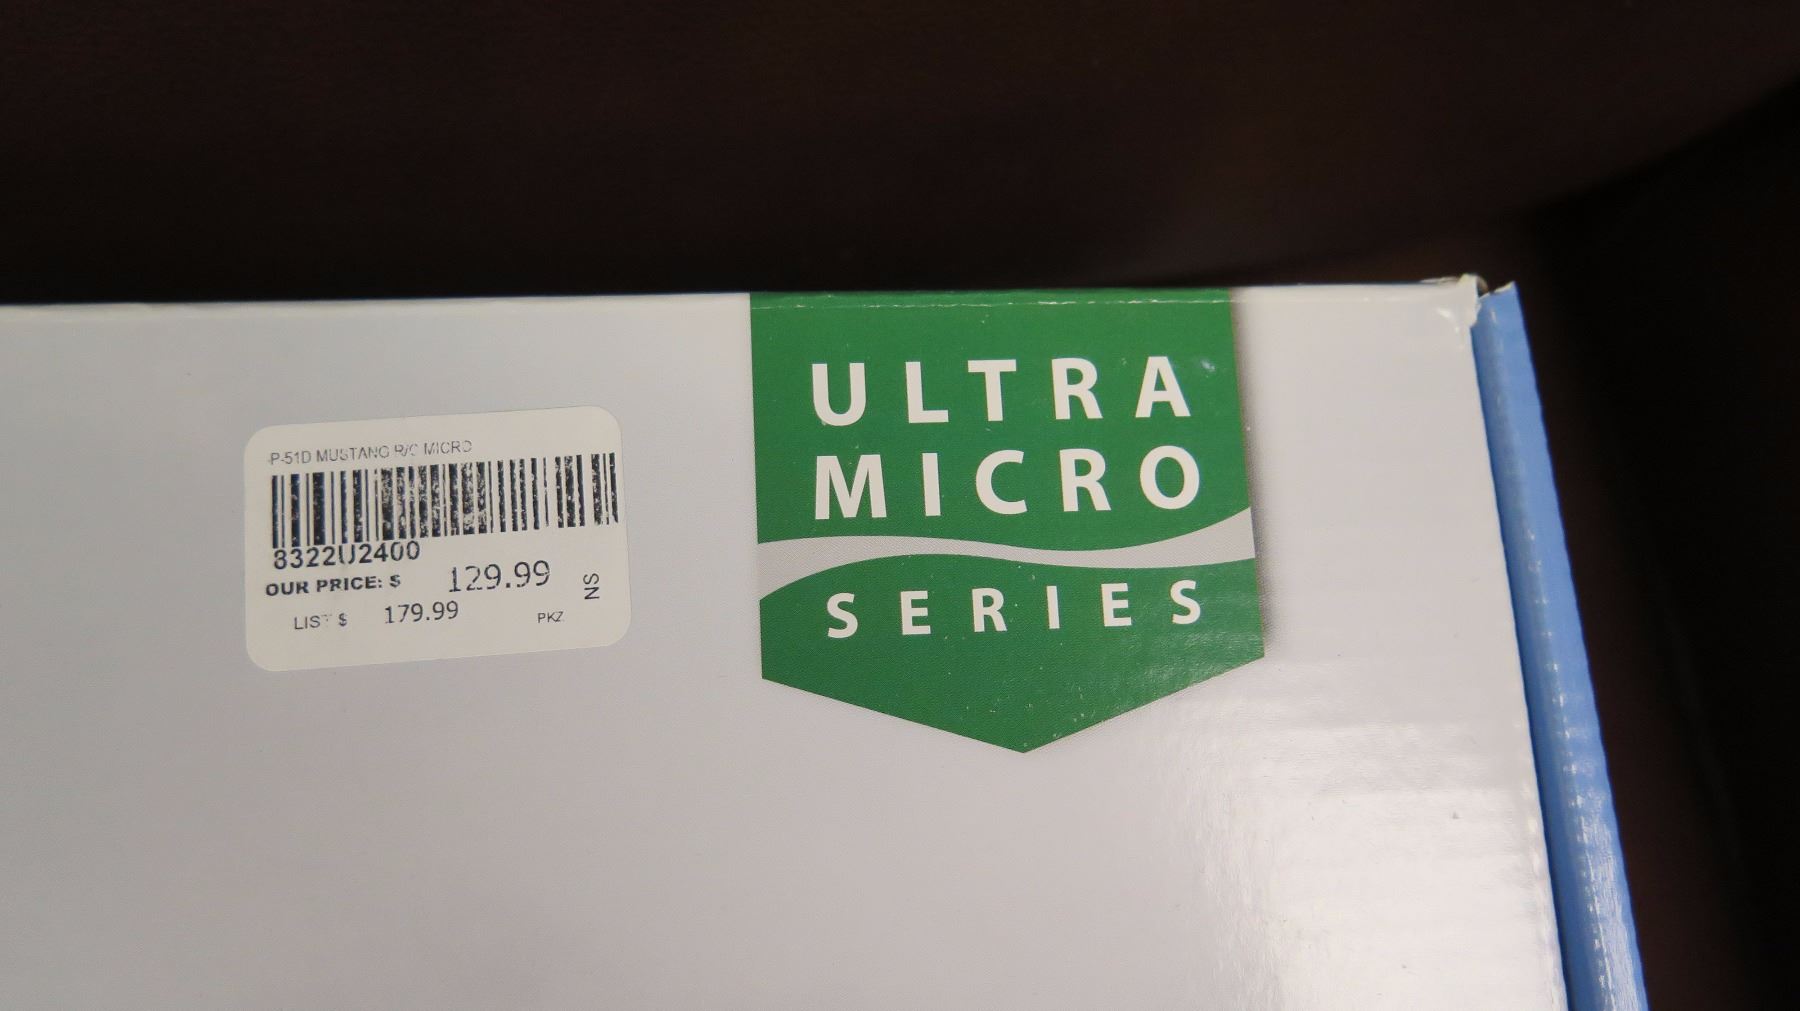 P-51D MUSTANG R/C MICRO
8322U2400
OUR PRICE: $ 129.99
NS
LIST $ 179.99 PKZ
ULTRA
MICRO
SERIES